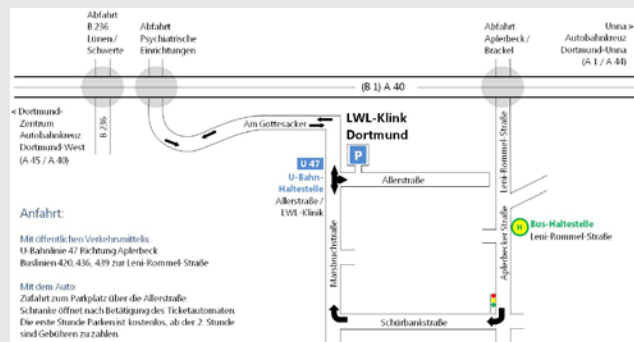 Abfahrt
B 236
Lünen /
Schwerte
Abfahrt
Psychiatrische
Einrichtungen
Abfahrt
Aplerbeck /
Brackel
Unna >
Autobahnkreuz
Dortmund-Unna
(A 1 / A 44)
(B 1) A 40
< Dortmund-
Zentrum
Autobahnkreuz
Dortmund-West
(A 45 / A 40)
B 236
Am Gottesacker
LWL-Klink
Dortmund
P
U 47
U-Bahn-
Haltestelle
Allerstraße /
LWL-Klinik
Allerstraße
Leni-Rommel-Straße
H
Bus-Haltestelle
Leni-Rommel-Straße
Aplerbecker Straße
Marsbruchstraße
Schürbankstraße
Anfahrt:
Mit öffentlichen Verkehrsmitteln:
U-Bahnlinie 47 Richtung Aplerbeck
Buslinien 420, 436, 439 zur Leni-Rommel-Straße
Mit dem Auto:
Zufahrt zum Parkplatz über die Allerstraße.
Schranke öffnet nach Betätigung des Ticketautomaten.
Die erste Stunde Parken ist kostenlos, ab der 2. Stunde
sind Gebühren zu zahlen.